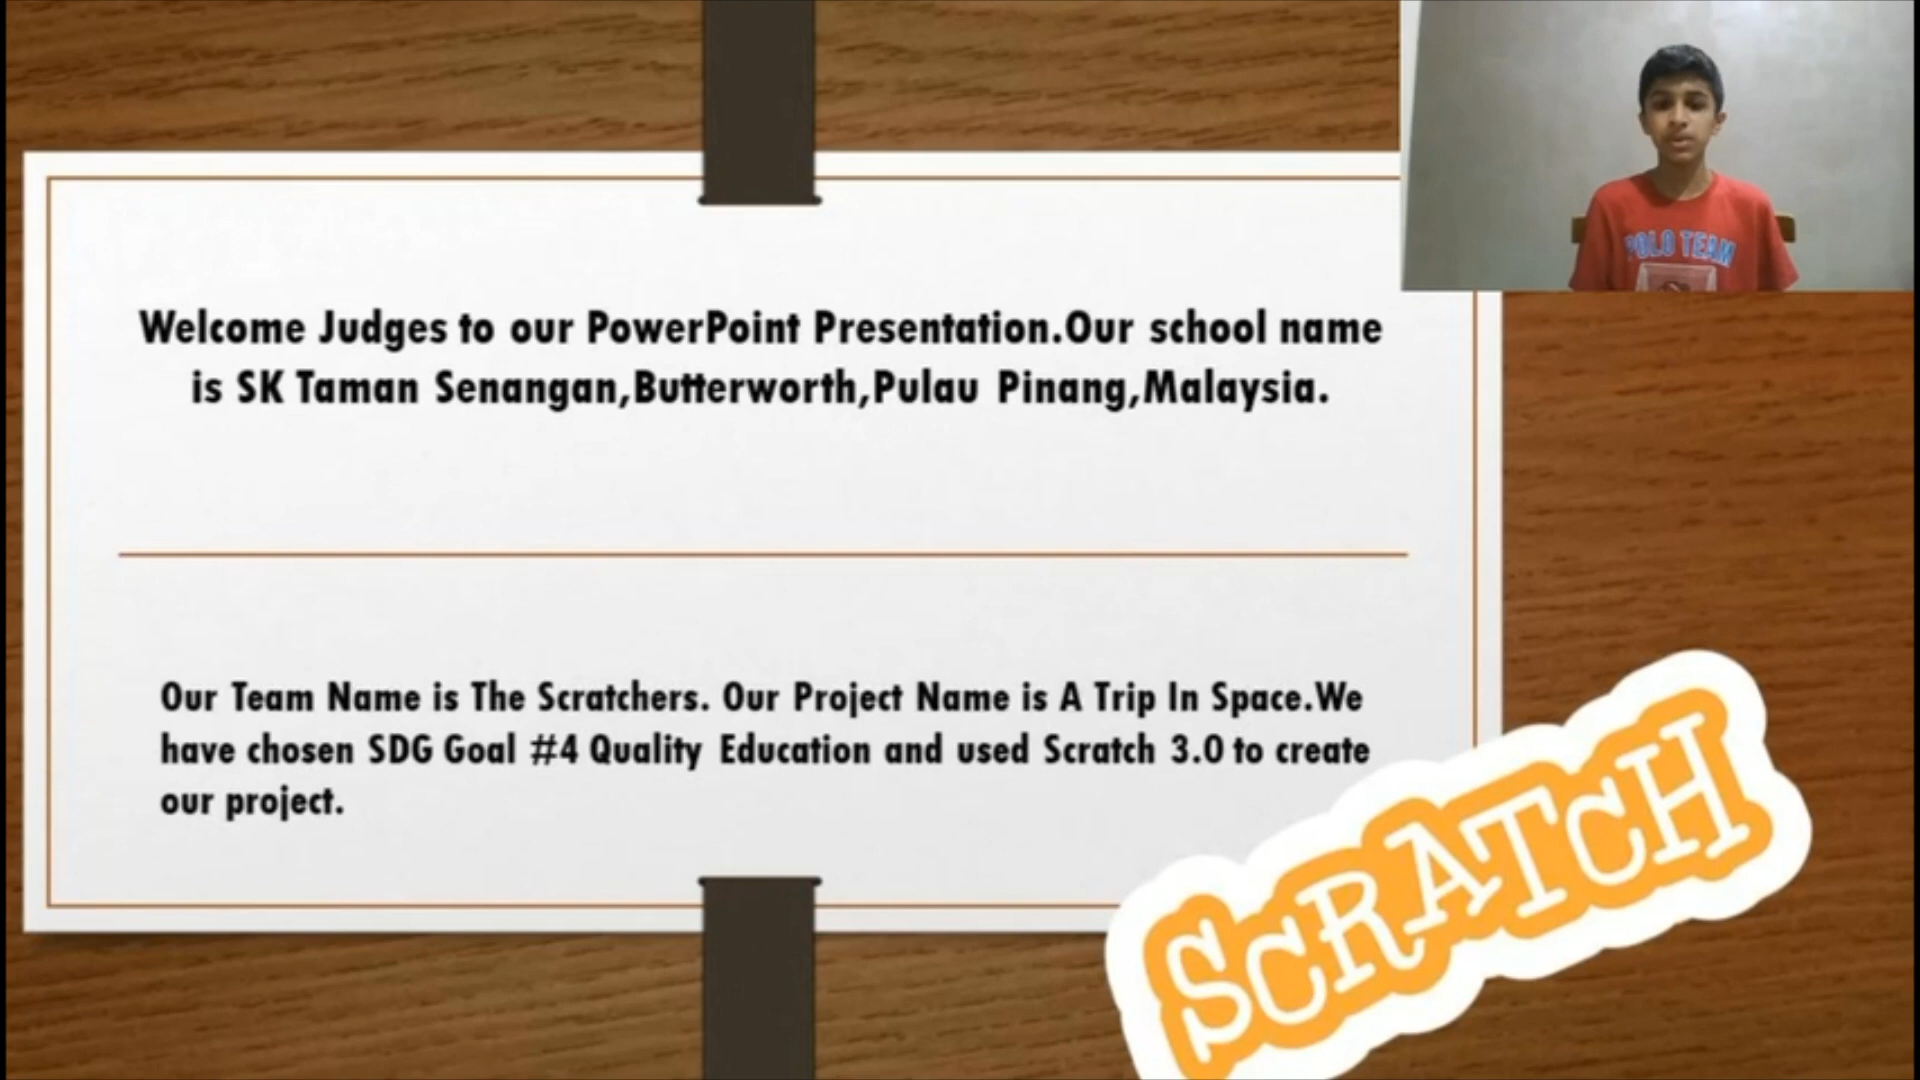 POLO TEAM
Welcome Judges to our PowerPoint Presentation.Our school name
is SK Taman Senangan,Butterworth,Pulau Pinang,Malaysia.
Our Team Name is The Scratchers. Our Project Name is A Trip In Space.We
have chosen SDG Goal #4 Quality Education and used Scratch 3.0 to create
our project.
SCRATCH